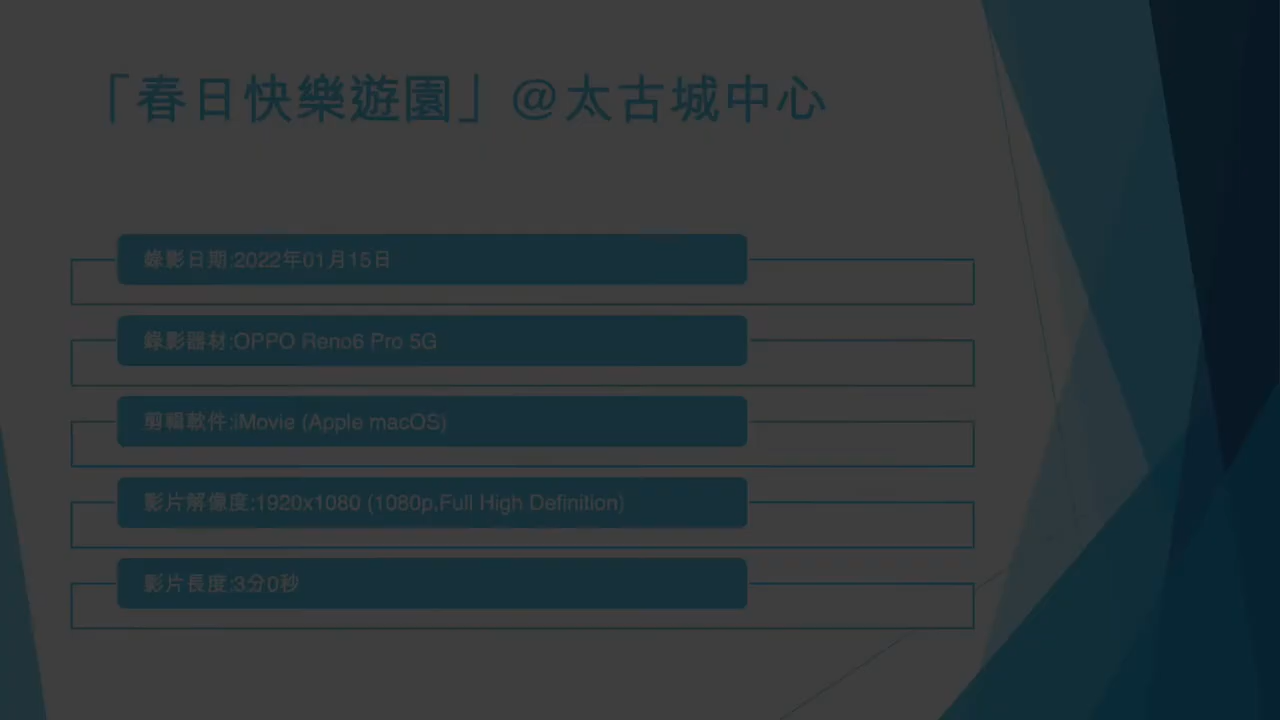 「春日快樂遊園」@太古城中心
錄影日期:2022年01月15日
錄影器材:OPPO Reno6 Pro 5G
剪輯軟件:iMovie (Apple macOS)
影片解像度:1920x1080 (1080p,Full High Definition)
影片長度:3分0秒